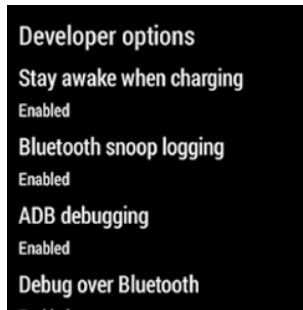 Developer options
Stay awake when charging
Enabled
Bluetooth snoop logging
Enabled
ADB debugging
Enabled
Debug over Bluetooth